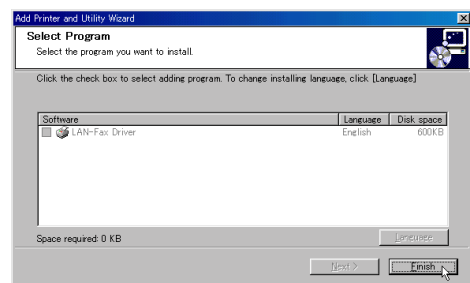 Add Printer and Utility Wizard
Select Program
Select the program you want to install.
Click the check box to select adding program. To change installing language, click [Language]
Software Language Disk space
LAN-Fax Driver English 600KB
Space required: 0 KB
Language
Next > Finish